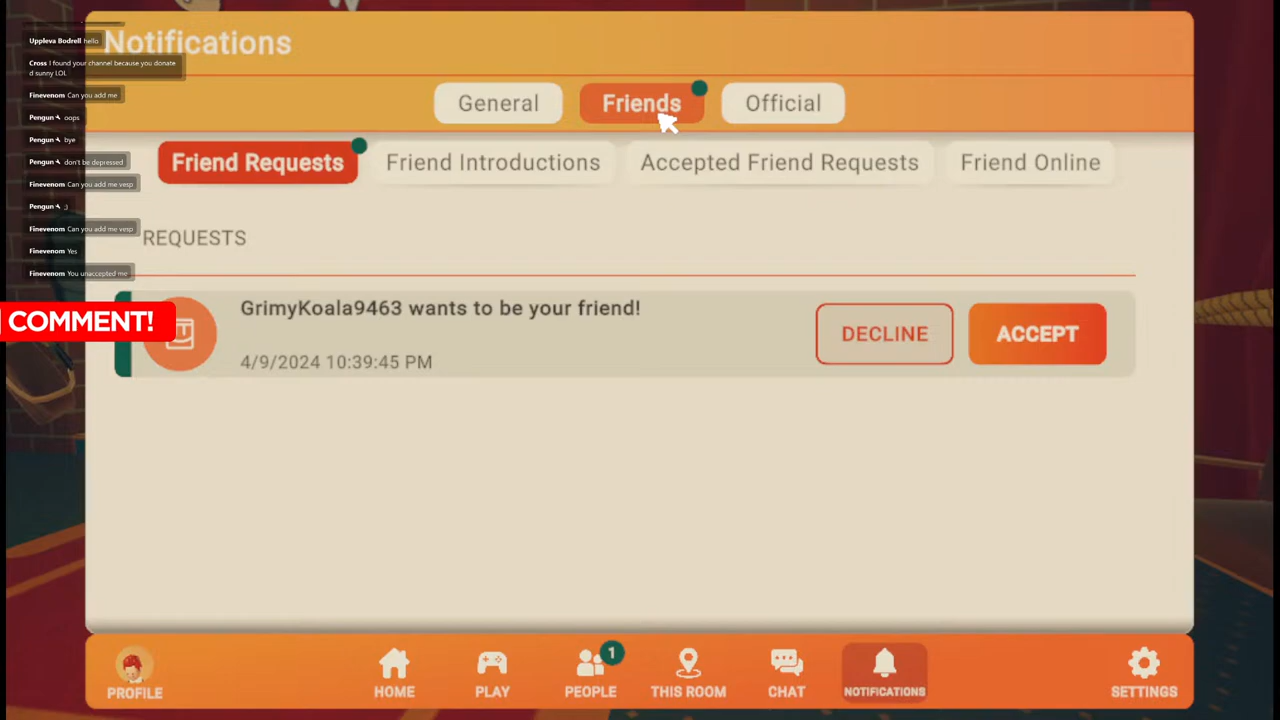 Notifications
Uppleva Bodrell hello
Cross I found your channel because you donate
d sunny LOL
Finevenom Can you add me
Pengun oops
Pengun bye
Pengun don't be depressed
Finevenom Can you add me vesp
Pengun ;)
Finevenom Can you add me vesp
Finevenom Yes
Finevenom You unaccepted me
COMMENT!
General Friends Official
Friend Requests Friend Introductions Accepted Friend Requests Friend Online
REQUESTS
GrimyKoala9463 wants to be your friend!
4/9/2024 10:39:45 PM
DECLINE ACCEPT
1
PROFILE HOME PLAY PEOPLE THIS ROOM CHAT NOTIFICATIONS SETTINGS